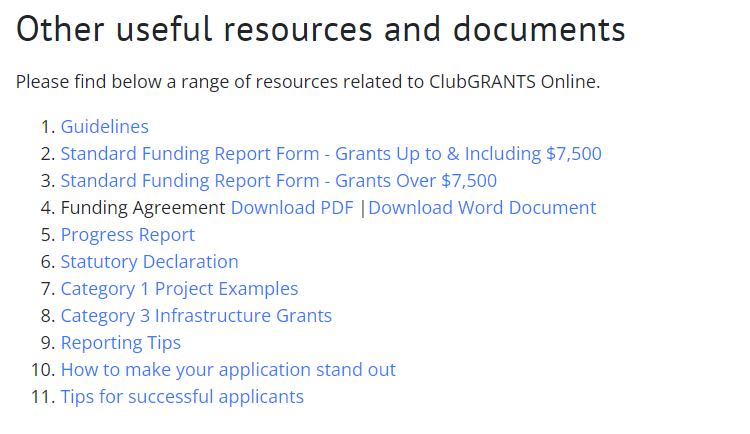 Other useful resources and documents
Please find below a range of resources related to ClubGRANTS Online.
1. Guidelines
2. Standard Funding Report Form - Grants Up to & Including $7,500
3. Standard Funding Report Form - Grants Over $7,500
4. Funding Agreement Download PDF |Download Word Document
5. Progress Report
6. Statutory Declaration
7. Category 1 Project Examples
8. Category 3 Infrastructure Grants
9. Reporting Tips
10. How to make your application stand out
11. Tips for successful applicants